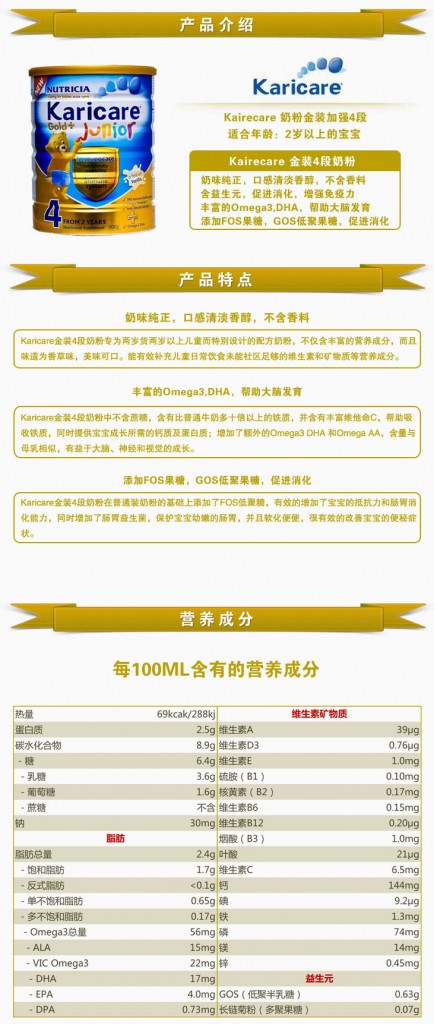 产品介绍
NUTRICIA
Karicare
Gold+
Junior
4
FROM 2 YEARS
Karicare
Kairecare 奶粉金装加强4段
适合年龄：2岁以上的宝宝
Kairecare 金装4段奶粉
奶味纯正，口感清淡香醇，不含香料
含益生元，促进消化，增强免疫力
丰富的Omega3,DHA，帮助大脑发育
添加FOS果糖，GOS低聚果糖，促进消化
产品特点
奶味纯正，口感清淡香醇，不含香料
Karicare金装4段奶粉专为两岁货两岁以上儿童而特别设计的配方奶粉，不仅含丰富的营养成分，而且
味道为香草味，美味可口。能有效补充儿童日常饮食未能社区足够的维生素和矿物质等营养成分。
丰富的Omega3,DHA，帮助大脑发育
Karicare金装4段奶粉中不含蔗糖，含有比普通牛奶多十倍以上的铁质，并含有丰富维他命C，帮助吸
收铁质，同时提供宝宝成长所需的钙质及蛋白质；增加了额外的Omega3 DHA 和Omega AA，含量与
母乳相似，有益于大脑、神经和视觉的成长。
添加FOS果糖，GOS低聚果糖，促进消化
Karicare金装4段奶粉在普通装奶粉的基础上添加了FOS低聚糖，有效的增加了宝宝的抵抗力和肠胃消
化能力，同时增加了肠胃益生菌，保护宝宝幼嫩的肠胃，并且软化便便，很有效的改善宝宝的便秘症
状。
营养成分
每100ML含有的营养成分
热量 69kcak/288kj
蛋白质 2.5g
碳水化合物 8.9g
- 糖 6.4g
- 乳糖 3.6g
- 葡萄糖 1.6g
- 蔗糖 不含
钠 30mg
脂肪
脂肪总量 2.4g
- 饱和脂肪 1.7g
- 反式脂肪 <0.1g
- 单不饱和脂肪 0.65g
- 多不饱和脂肪 0.17g
- Omega3总量 56mg
- ALA 15mg
- VIC Omega3 22mg
- DHA 17mg
- EPA 4.0mg
- DPA 0.73mg
维生素矿物质
维生素A 39μg
维生素D3 0.76μg
维生素E 1.0mg
硫胺（B1） 0.10mg
核黄素（B2） 0.17mg
维生素B6 0.15mg
维生素B12 0.20μg
烟酸（B3） 1.0mg
叶酸 21μg
维生素C 6.5mg
钙 144mg
碘 9.2μg
铁 1.3mg
磷 74mg
镁 14mg
锌 0.45mg
益生元
GOS（低聚半乳糖） 0.63g
长链菊粉（多聚果糖） 0.07g